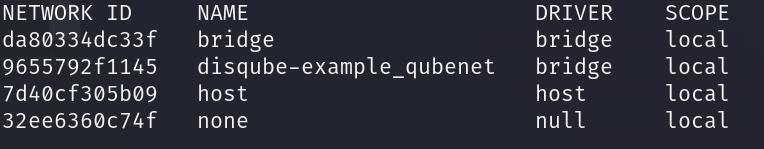 NETWORK ID NAME DRIVER SCOPE
da80334dc33f bridge bridge local
9655792f1145 disqube-example_qubenet bridge local
7d40cf305b09 host host local
32ee6360c74f none null local